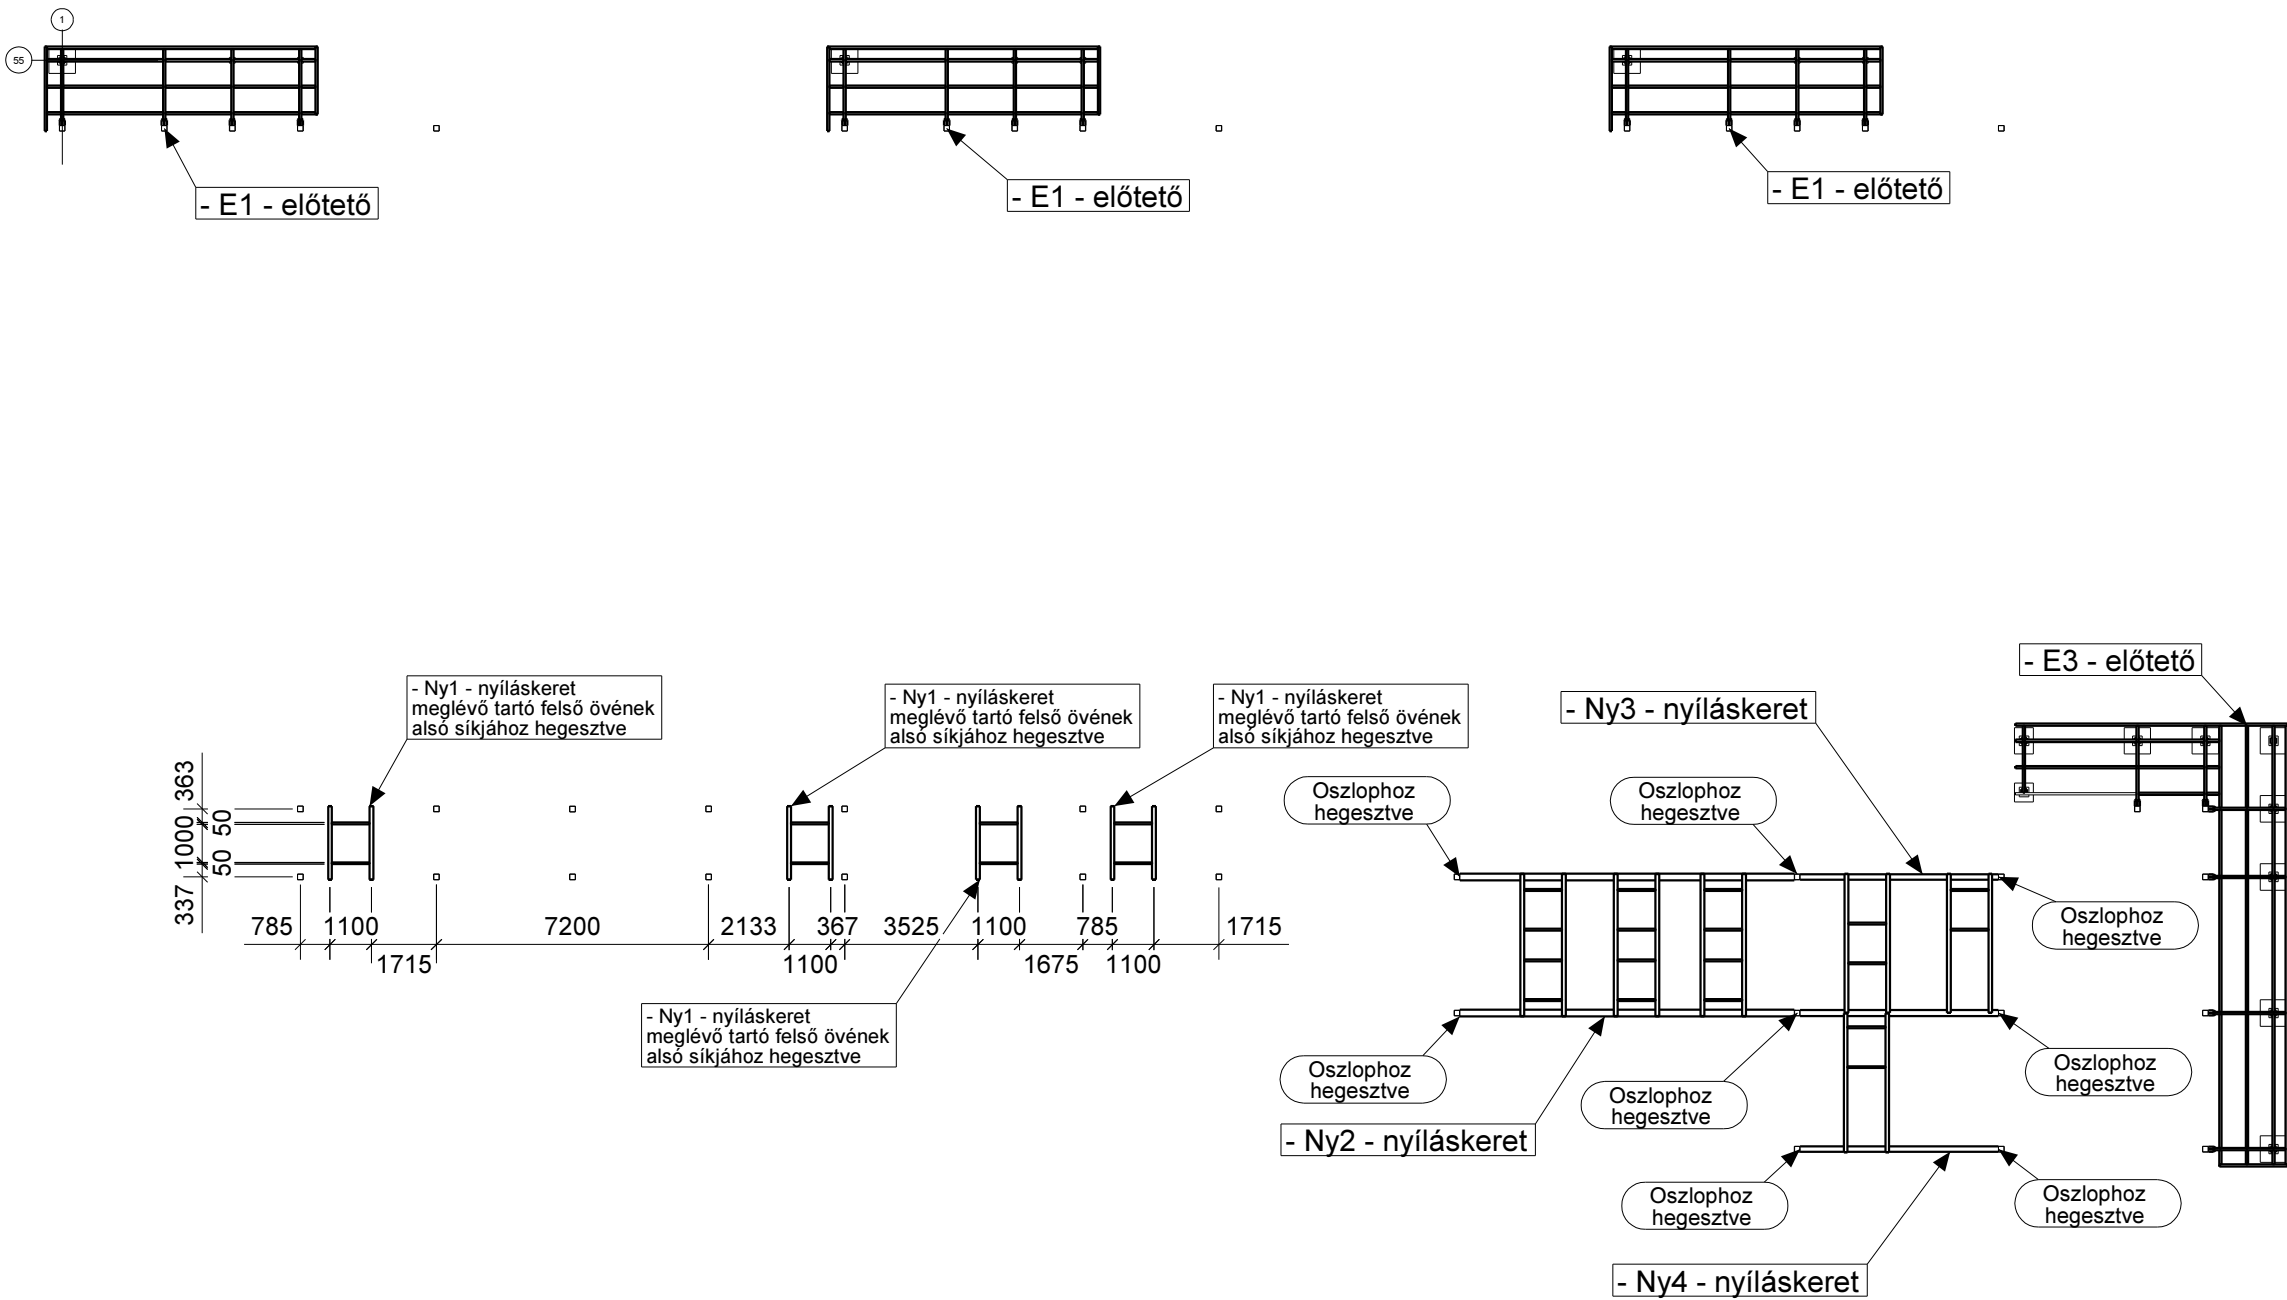 1
55
- E1 - előtető
- E1 - előtető
- E1 - előtető
- E3 - előtető
- Ny1 - nyíláskeret
meglévő tartó felső övének
alsó síkjához hegesztve
- Ny1 - nyíláskeret
meglévő tartó felső övének
alsó síkjához hegesztve
- Ny1 - nyíláskeret
meglévő tartó felső övének
alsó síkjához hegesztve
- Ny3 - nyíláskeret
Oszlophoz
hegesztve
Oszlophoz
hegesztve
363
50
1000
50
337
Oszlophoz
hegesztve
785 1100 7200 2133 367 3525 1100 785 1715
1715 1100 1675 1100
- Ny1 - nyíláskeret
meglévő tartó felső övének
alsó síkjához hegesztve
Oszlophoz
hegesztve
Oszlophoz
hegesztve
Oszlophoz
hegesztve
- Ny2 - nyíláskeret
Oszlophoz
hegesztve
Oszlophoz
hegesztve
- Ny4 - nyíláskeret